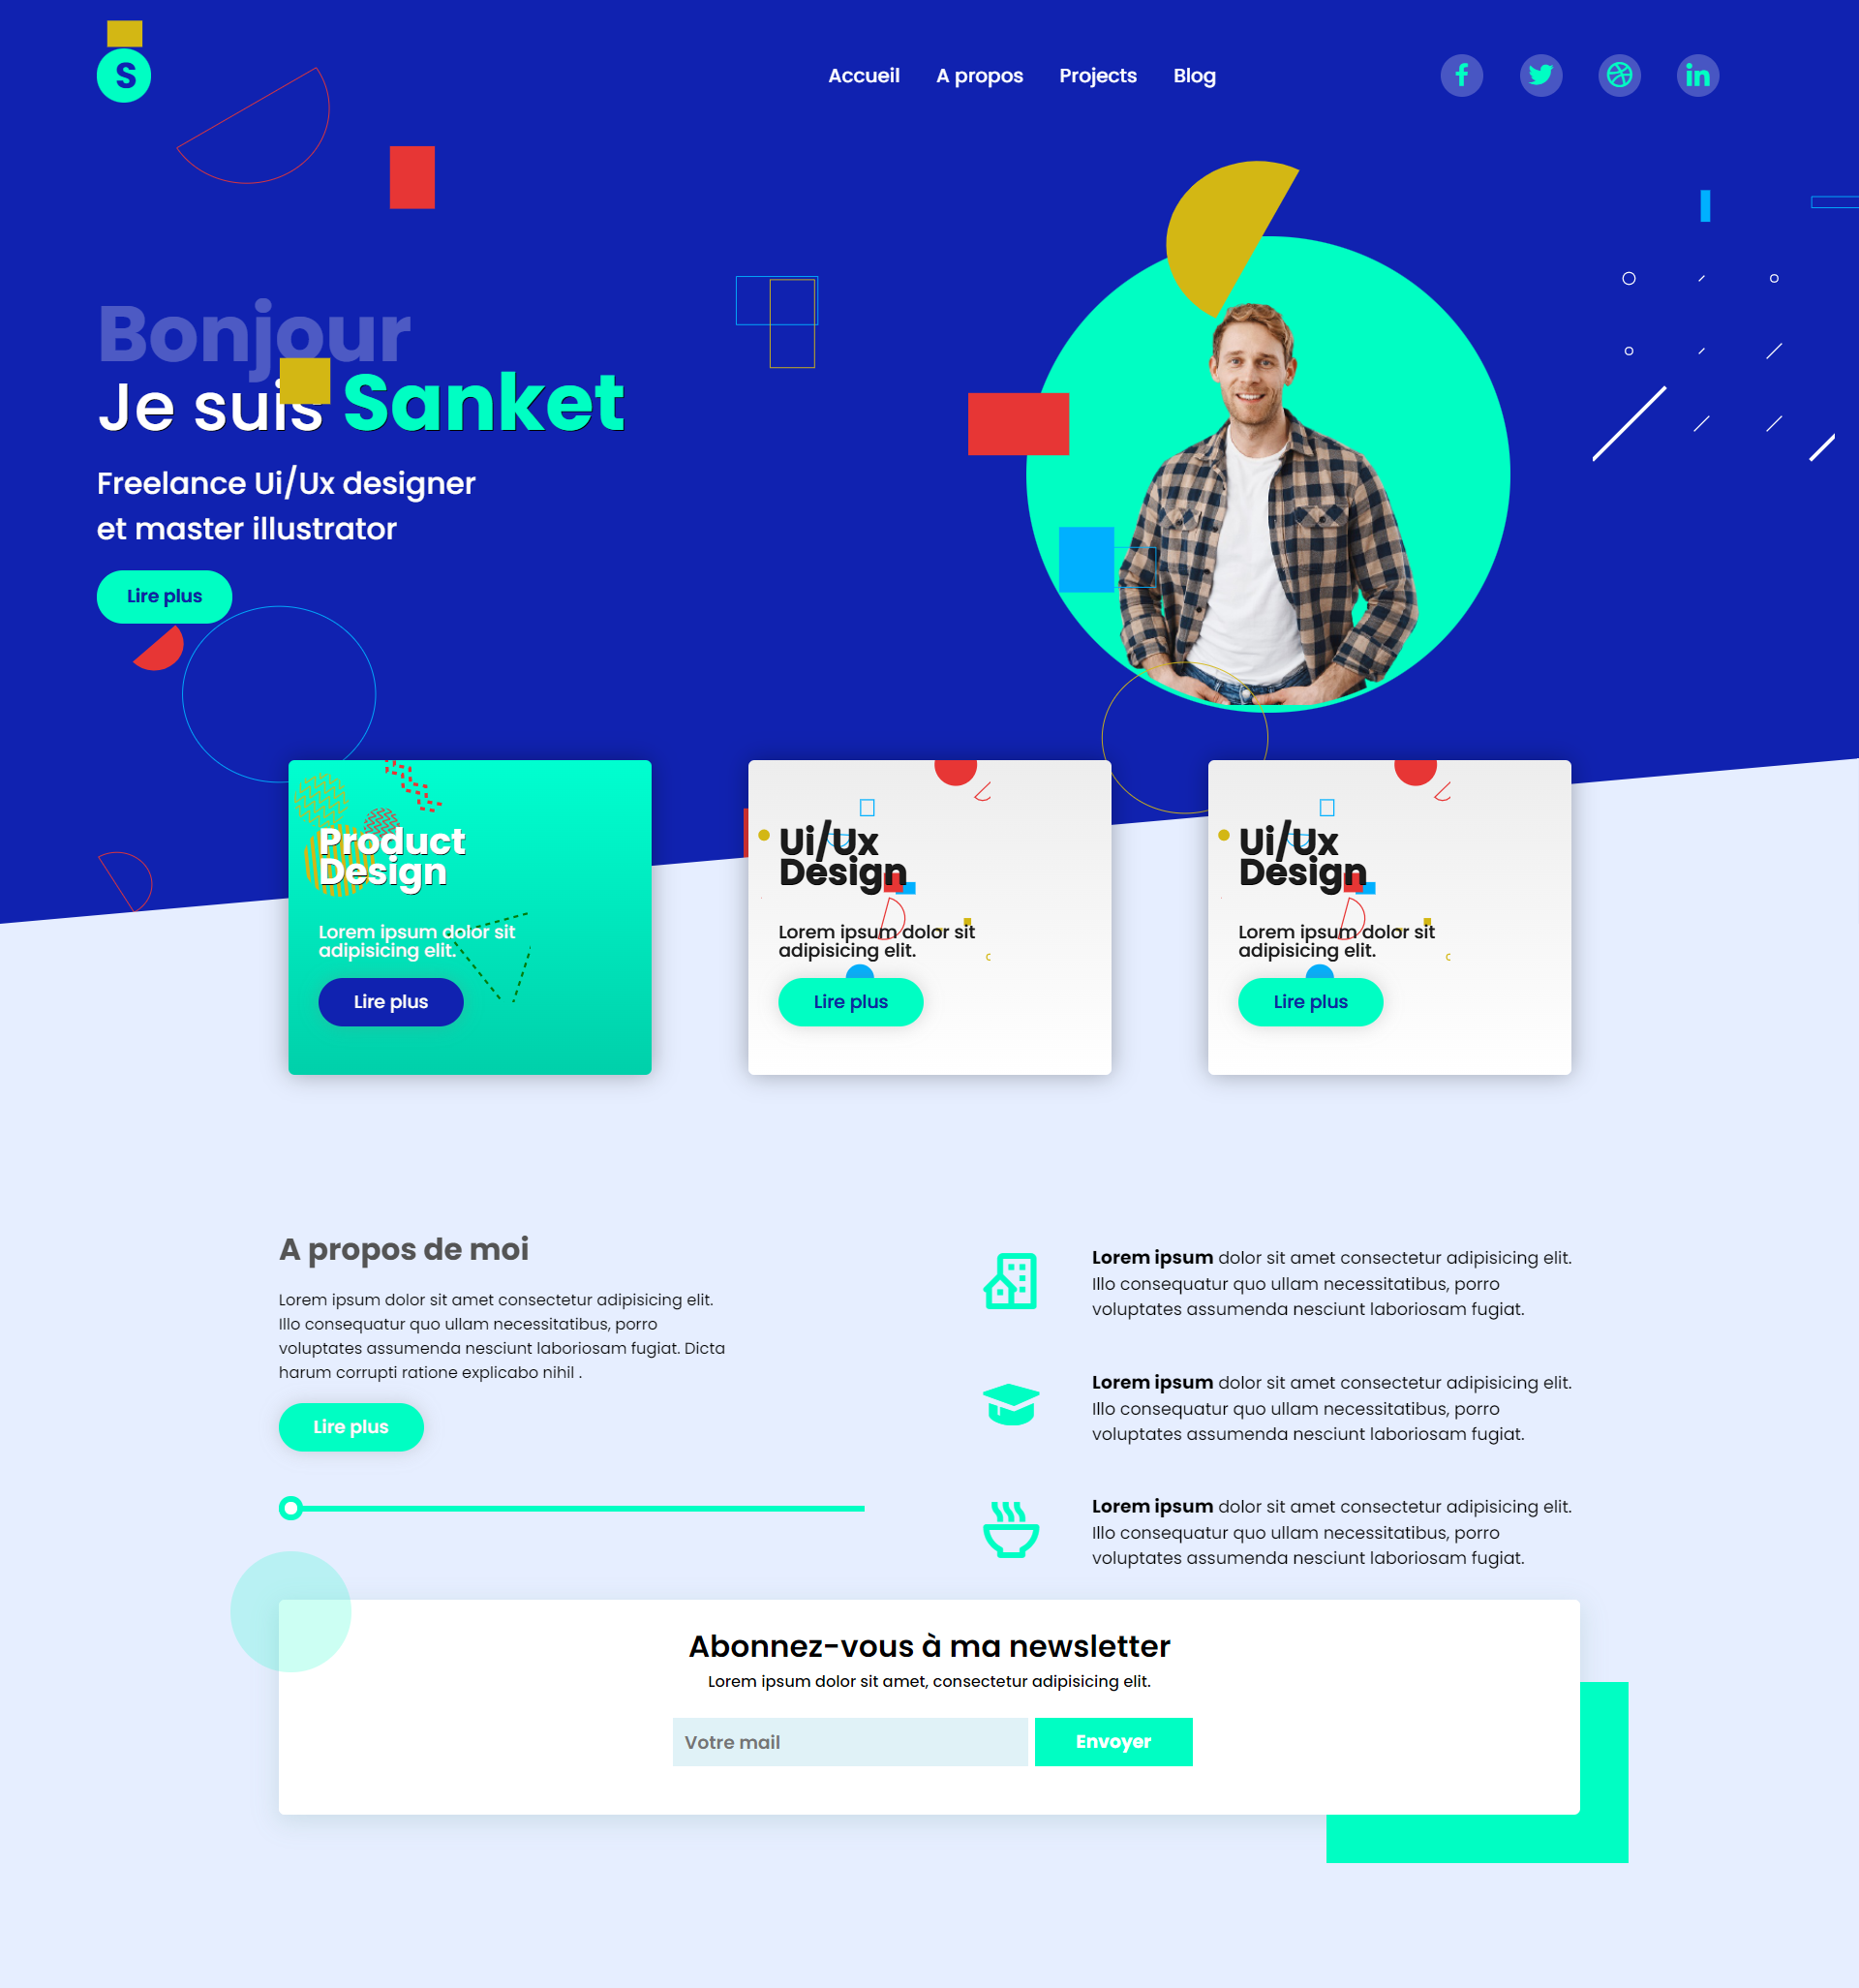 S
Accueil A propos Projects Blog
Bonjour
Je suis Sanket
Freelance Ui/Ux designer
et master illustrator
Lire plus
Product
Design
Lorem ipsum dolor sit
adipisicing elit.
Lire plus
Ui/Ux
Design
Lorem ipsum dolor sit
adipisicing elit.
Lire plus
Ui/Ux
Design
Lorem ipsum dolor sit
adipisicing elit.
Lire plus
A propos de moi
Lorem ipsum dolor sit amet consectetur adipisicing elit.
Illo consequatur quo ullam necessitatibus, porro
voluptates assumenda nesciunt laboriosam fugiat. Dicta
harum corrupti ratione explicabo nihil .
Lire plus
Lorem ipsum dolor sit amet consectetur adipisicing elit.
Illo consequatur quo ullam necessitatibus, porro
voluptates assumenda nesciunt laboriosam fugiat.
Lorem ipsum dolor sit amet consectetur adipisicing elit.
Illo consequatur quo ullam necessitatibus, porro
voluptates assumenda nesciunt laboriosam fugiat.
Lorem ipsum dolor sit amet consectetur adipisicing elit.
Illo consequatur quo ullam necessitatibus, porro
voluptates assumenda nesciunt laboriosam fugiat.
Abonnez-vous à ma newsletter
Lorem ipsum dolor sit amet, consectetur adipisicing elit.
Votre mail
Envoyer